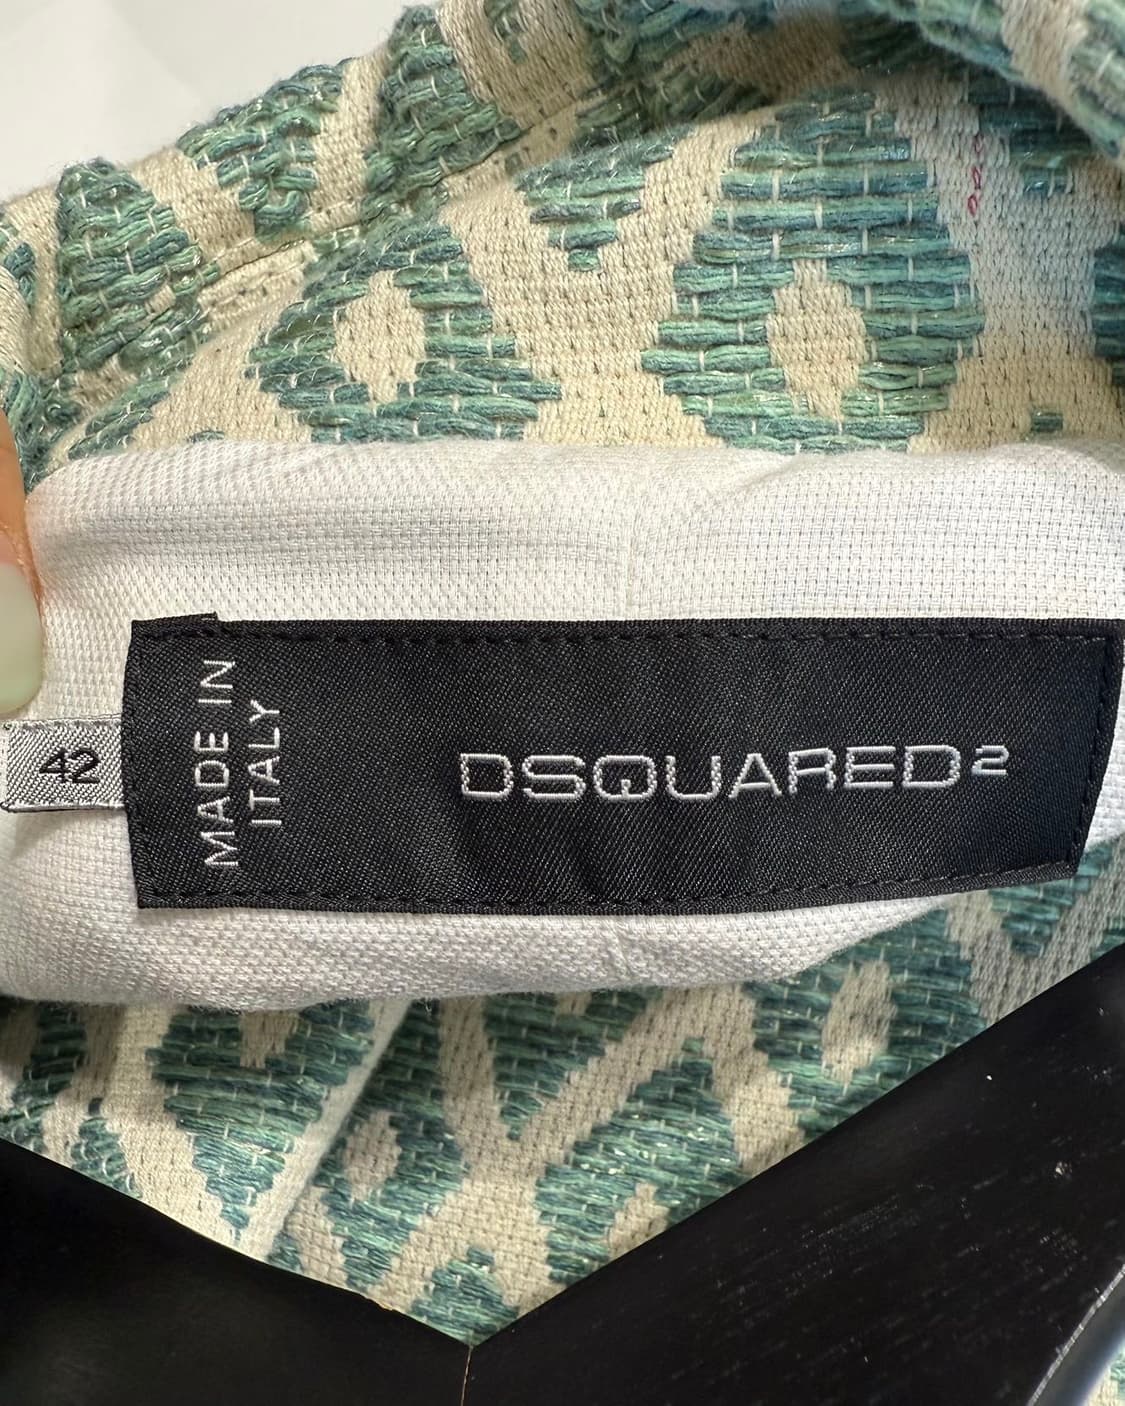 42
MADE IN
ITALY
DSQUARED²